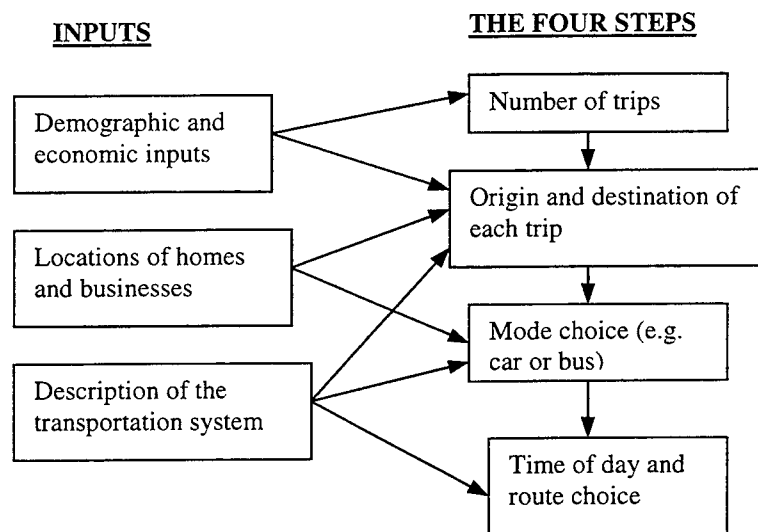 INPUTS
THE FOUR STEPS
Demographic and
economic inputs
Locations of homes
and businesses
Description of the
transportation system
Number of trips
Origin and destination of
each trip
Mode choice (e.g.
car or bus)
Time of day and
route choice